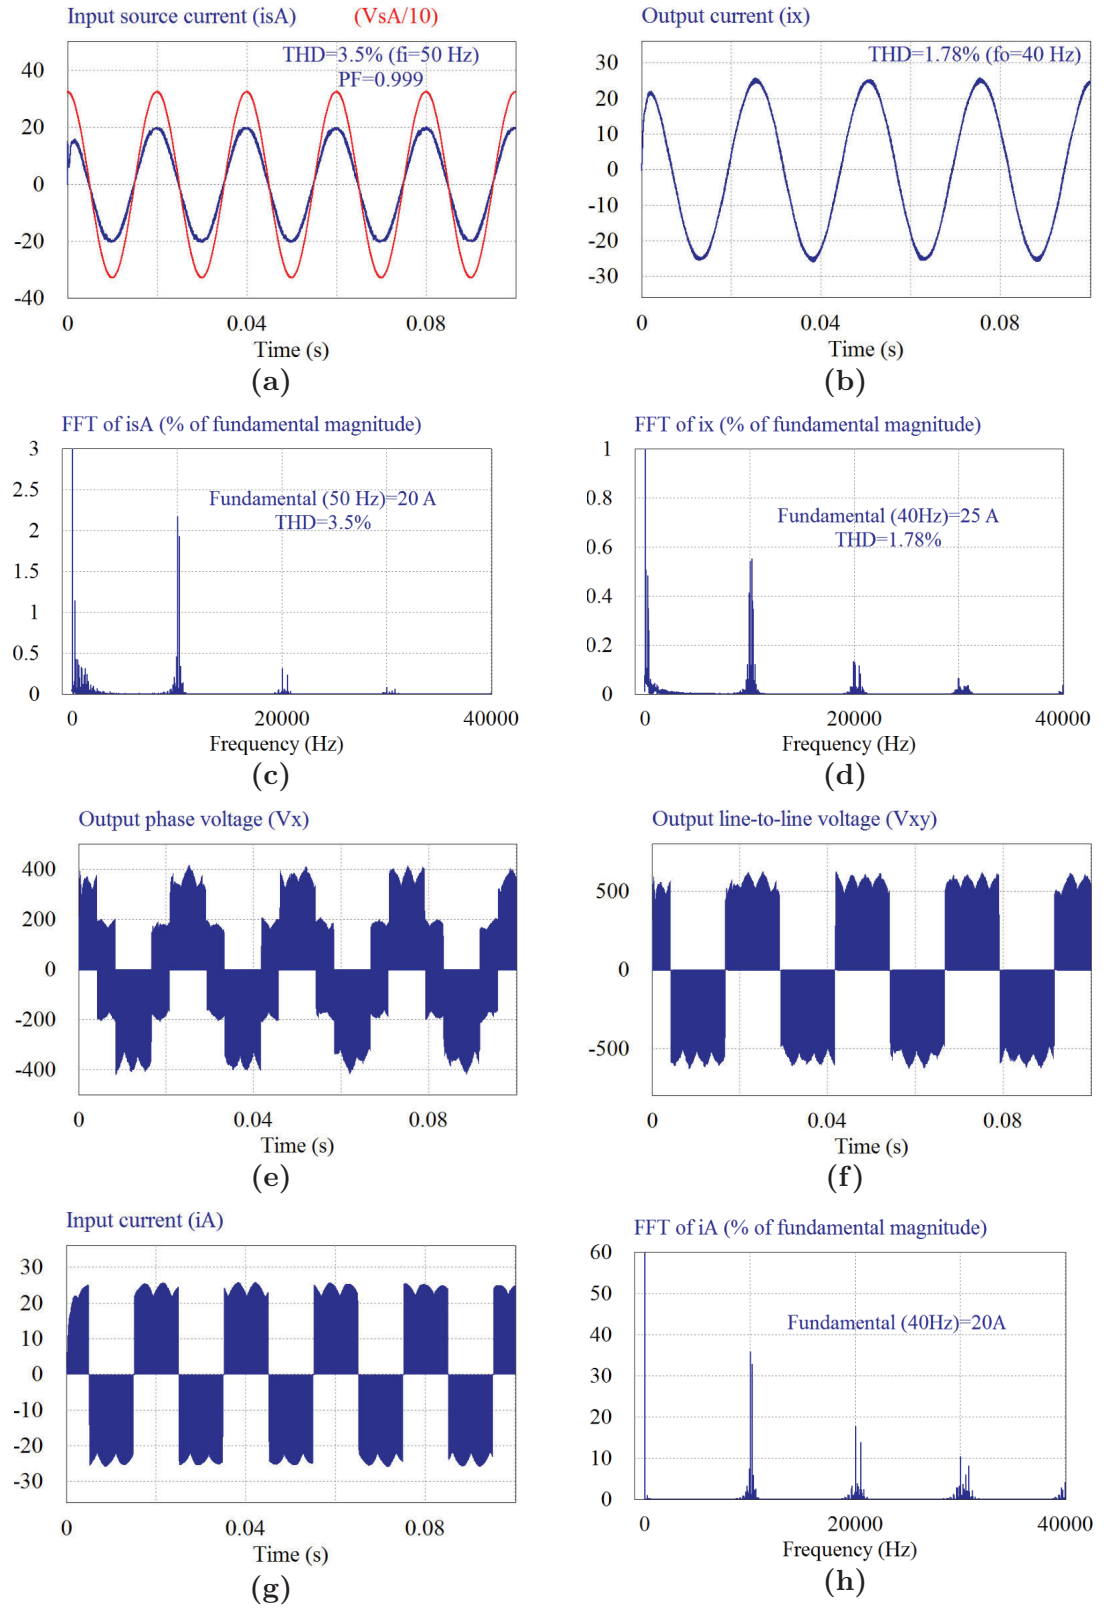 Input source current (isA) (VsA/10)
THD=3.5% (fi=50 Hz)
PF=0.999
40
20
0
-20
-40
0 0.04 0.08
Time (s)
(a)
Output current (ix)
THD=1.78% (fo=40 Hz)
30
20
10
0
-10
-20
-30
0 0.04 0.08
Time (s)
(b)
FFT of isA (% of fundamental magnitude)
Fundamental (50 Hz)=20 A
THD=3.5%
3
2.5
2
1.5
1
0.5
0
0 20000 40000
Frequency (Hz)
(c)
FFT of ix (% of fundamental magnitude)
Fundamental (40Hz)=25 A
THD=1.78%
1
0.8
0.6
0.4
0.2
0
0 20000 40000
Frequency (Hz)
(d)
Output phase voltage (Vx)
400
200
0
-200
-400
0 0.04 0.08
Time (s)
(e)
Output line-to-line voltage (Vxy)
500
0
-500
0 0.04 0.08
Time (s)
(f)
Input current (iA)
30
20
10
0
-10
-20
-30
0 0.04 0.08
Time (s)
(g)
FFT of iA (% of fundamental magnitude)
Fundamental (40Hz)=20A
60
50
40
30
20
10
0
0 20000 40000
Frequency (Hz)
(h)